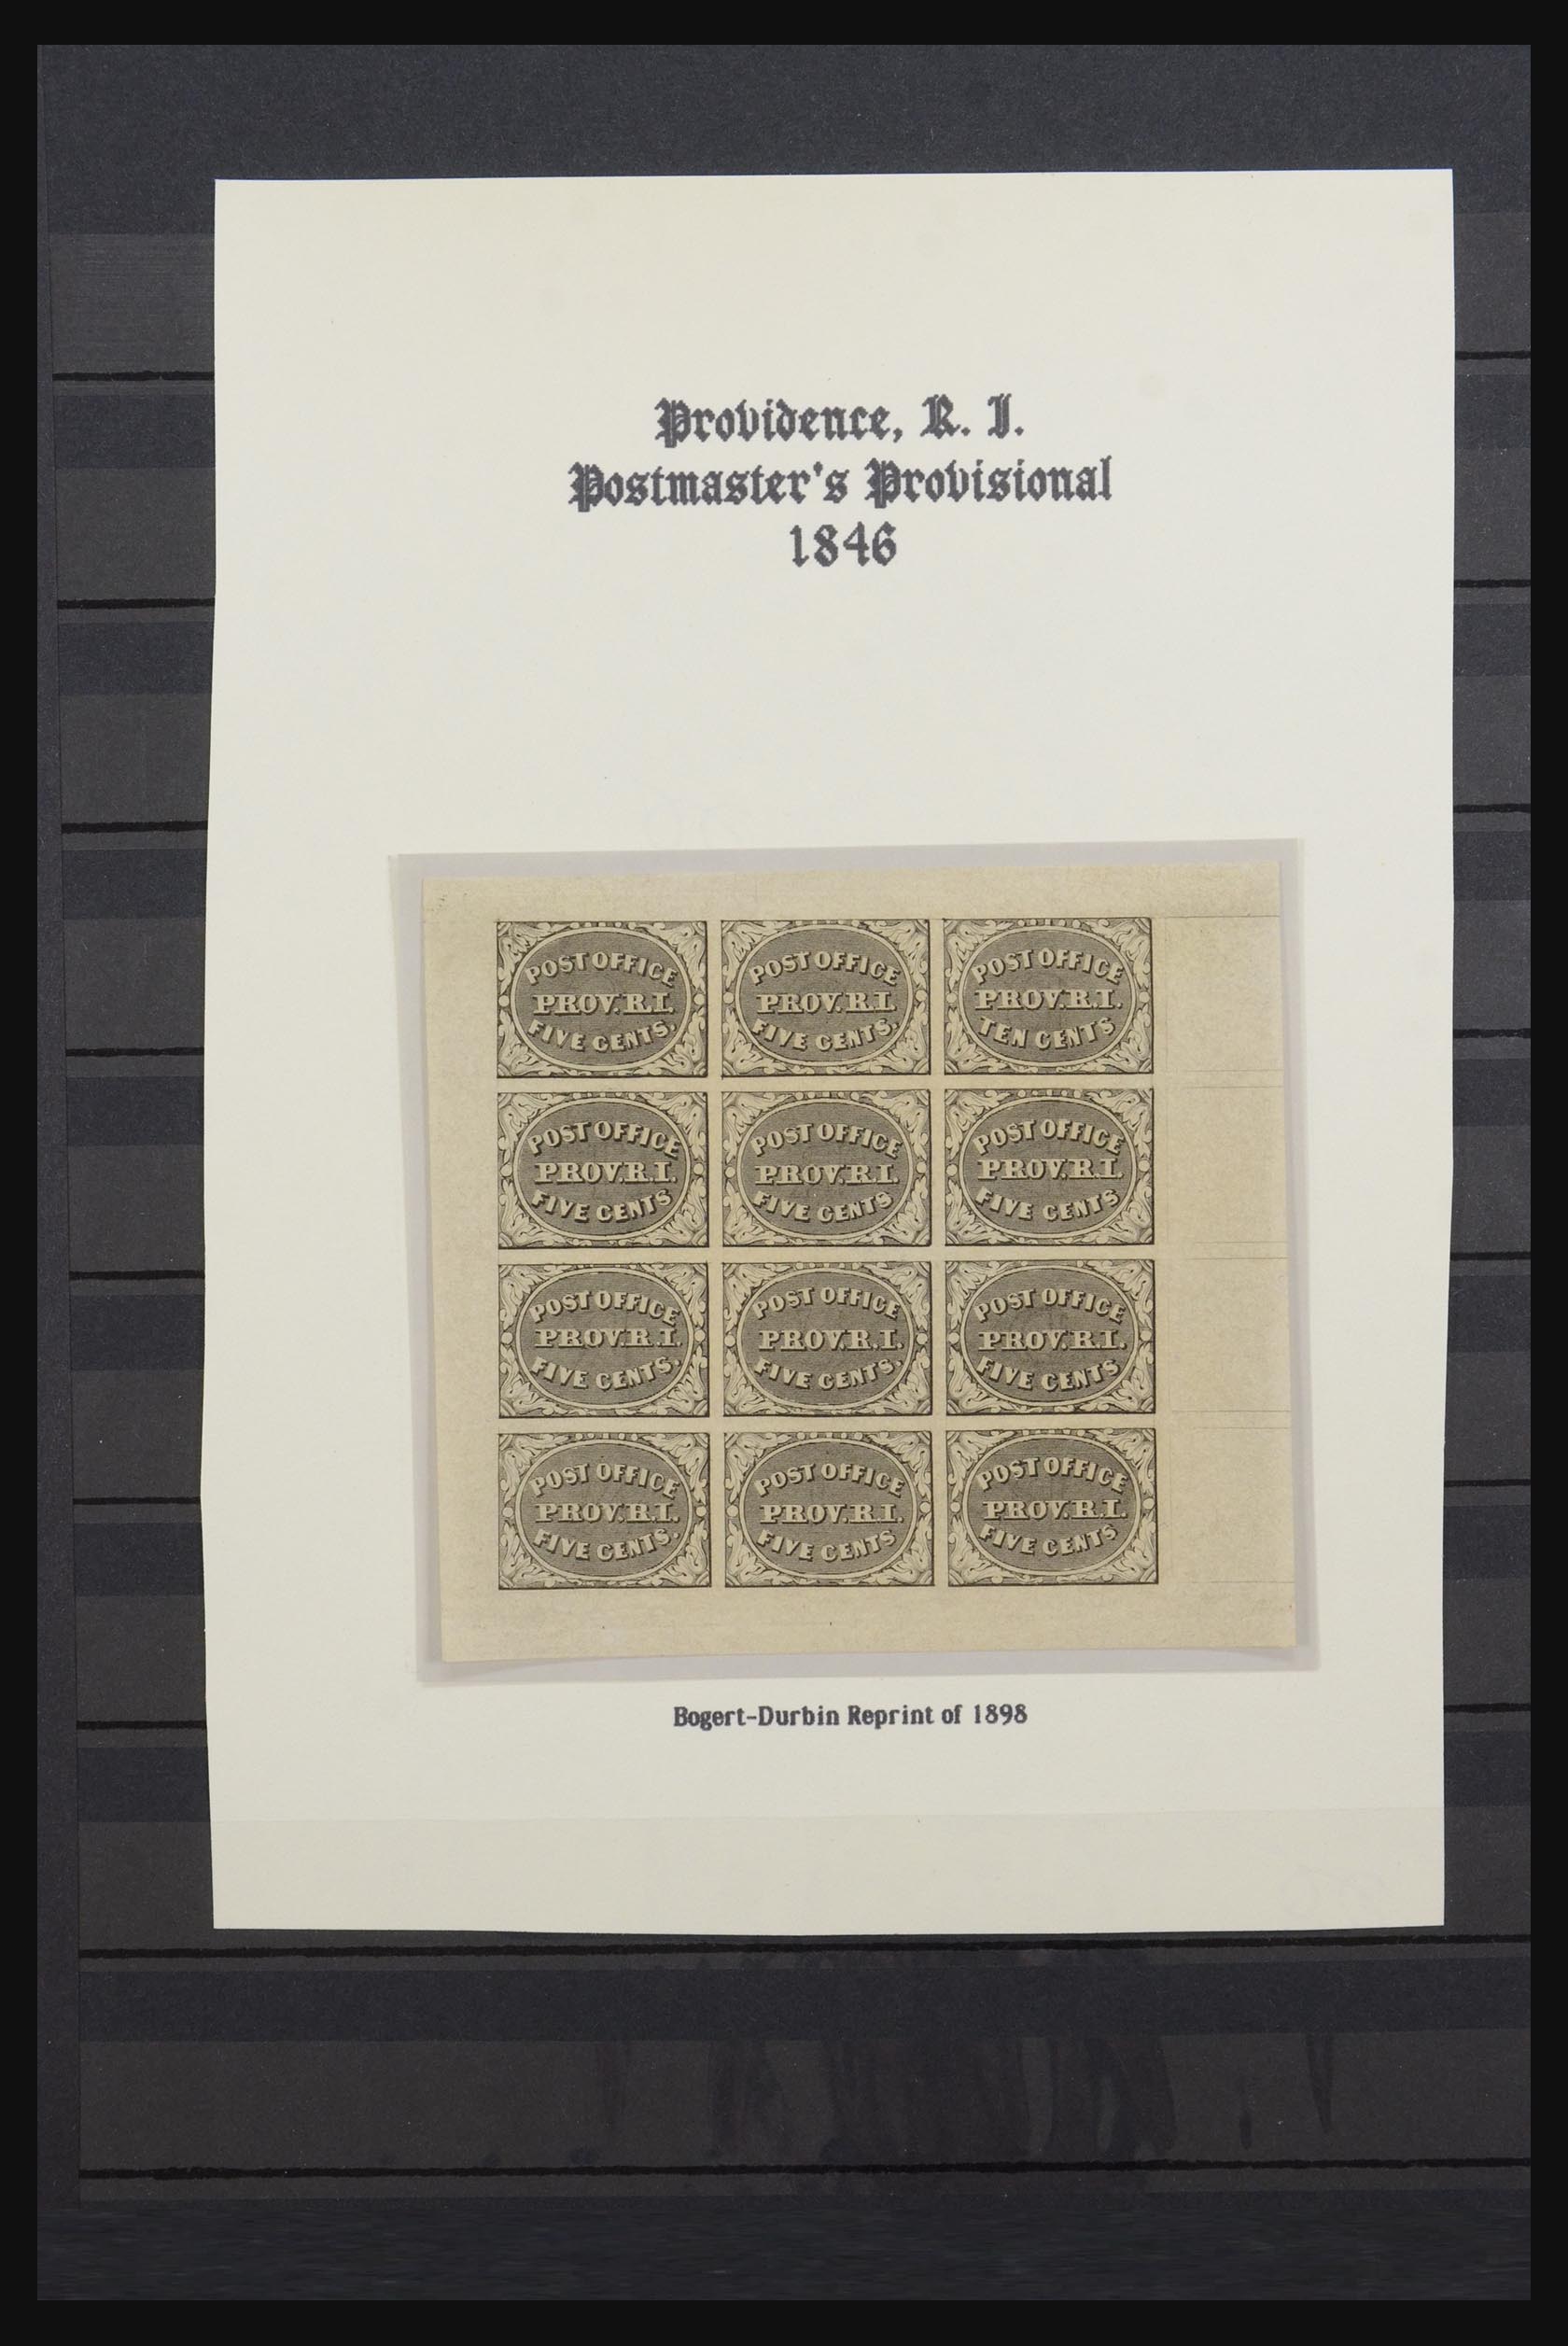 Providence, R. I.
Postmaster's Provisional
1846
POST OFFICE
PROV. R.I.
FIVE CENTS.
POST OFFICE
PROV. R.I.
FIVE CENTS.
POST OFFICE
PROV. R.I.
TEN CENTS
POST OFFICE
PROV. R.I.
FIVE CENTS
POST OFFICE
PROV. R.I.
FIVE CENTS
POST OFFICE
PROV. R.I.
FIVE CENTS
POST OFFICE
PROV. R.I.
FIVE CENTS.
POST OFFICE
PROV. R.I.
FIVE CENTS.
POST OFFICE
PROV. R.I.
FIVE CENTS
POST OFFICE
PROV. R.I.
FIVE CENTS.
POST OFFICE
PROV. R.I.
FIVE CENTS
POST OFFICE
PROV. R.I.
FIVE CENTS
Bogert-Durbin Reprint of 1898